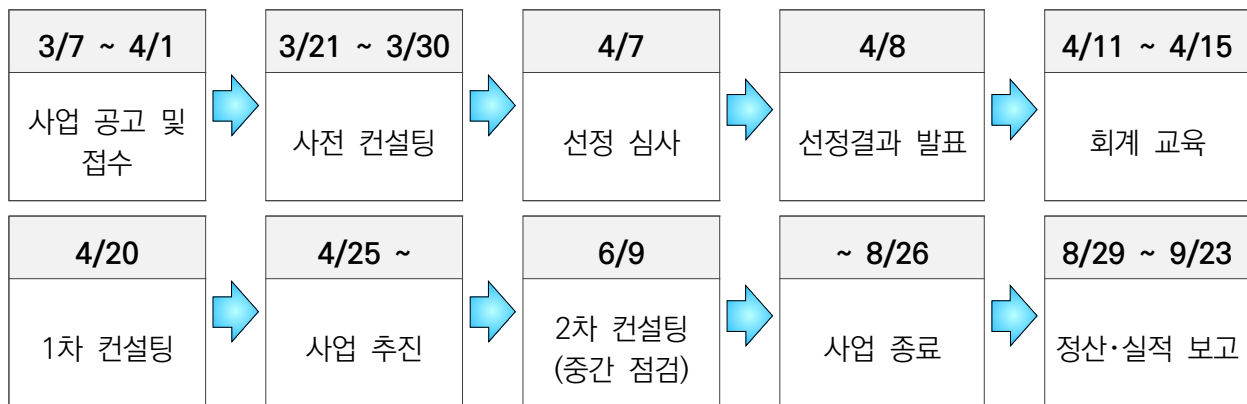 3/7 ~ 4/1
사업 공고 및
접수
3/21 ~ 3/30
사전 컨설팅
4/7
선정 심사
4/8
선정결과 발표
4/11 ~ 4/15
회계 교육
4/20
1차 컨설팅
4/25 ~
사업 추진
6/9
2차 컨설팅
(중간 점검)
~ 8/26
사업 종료
8/29 ~ 9/23
정산·실적 보고